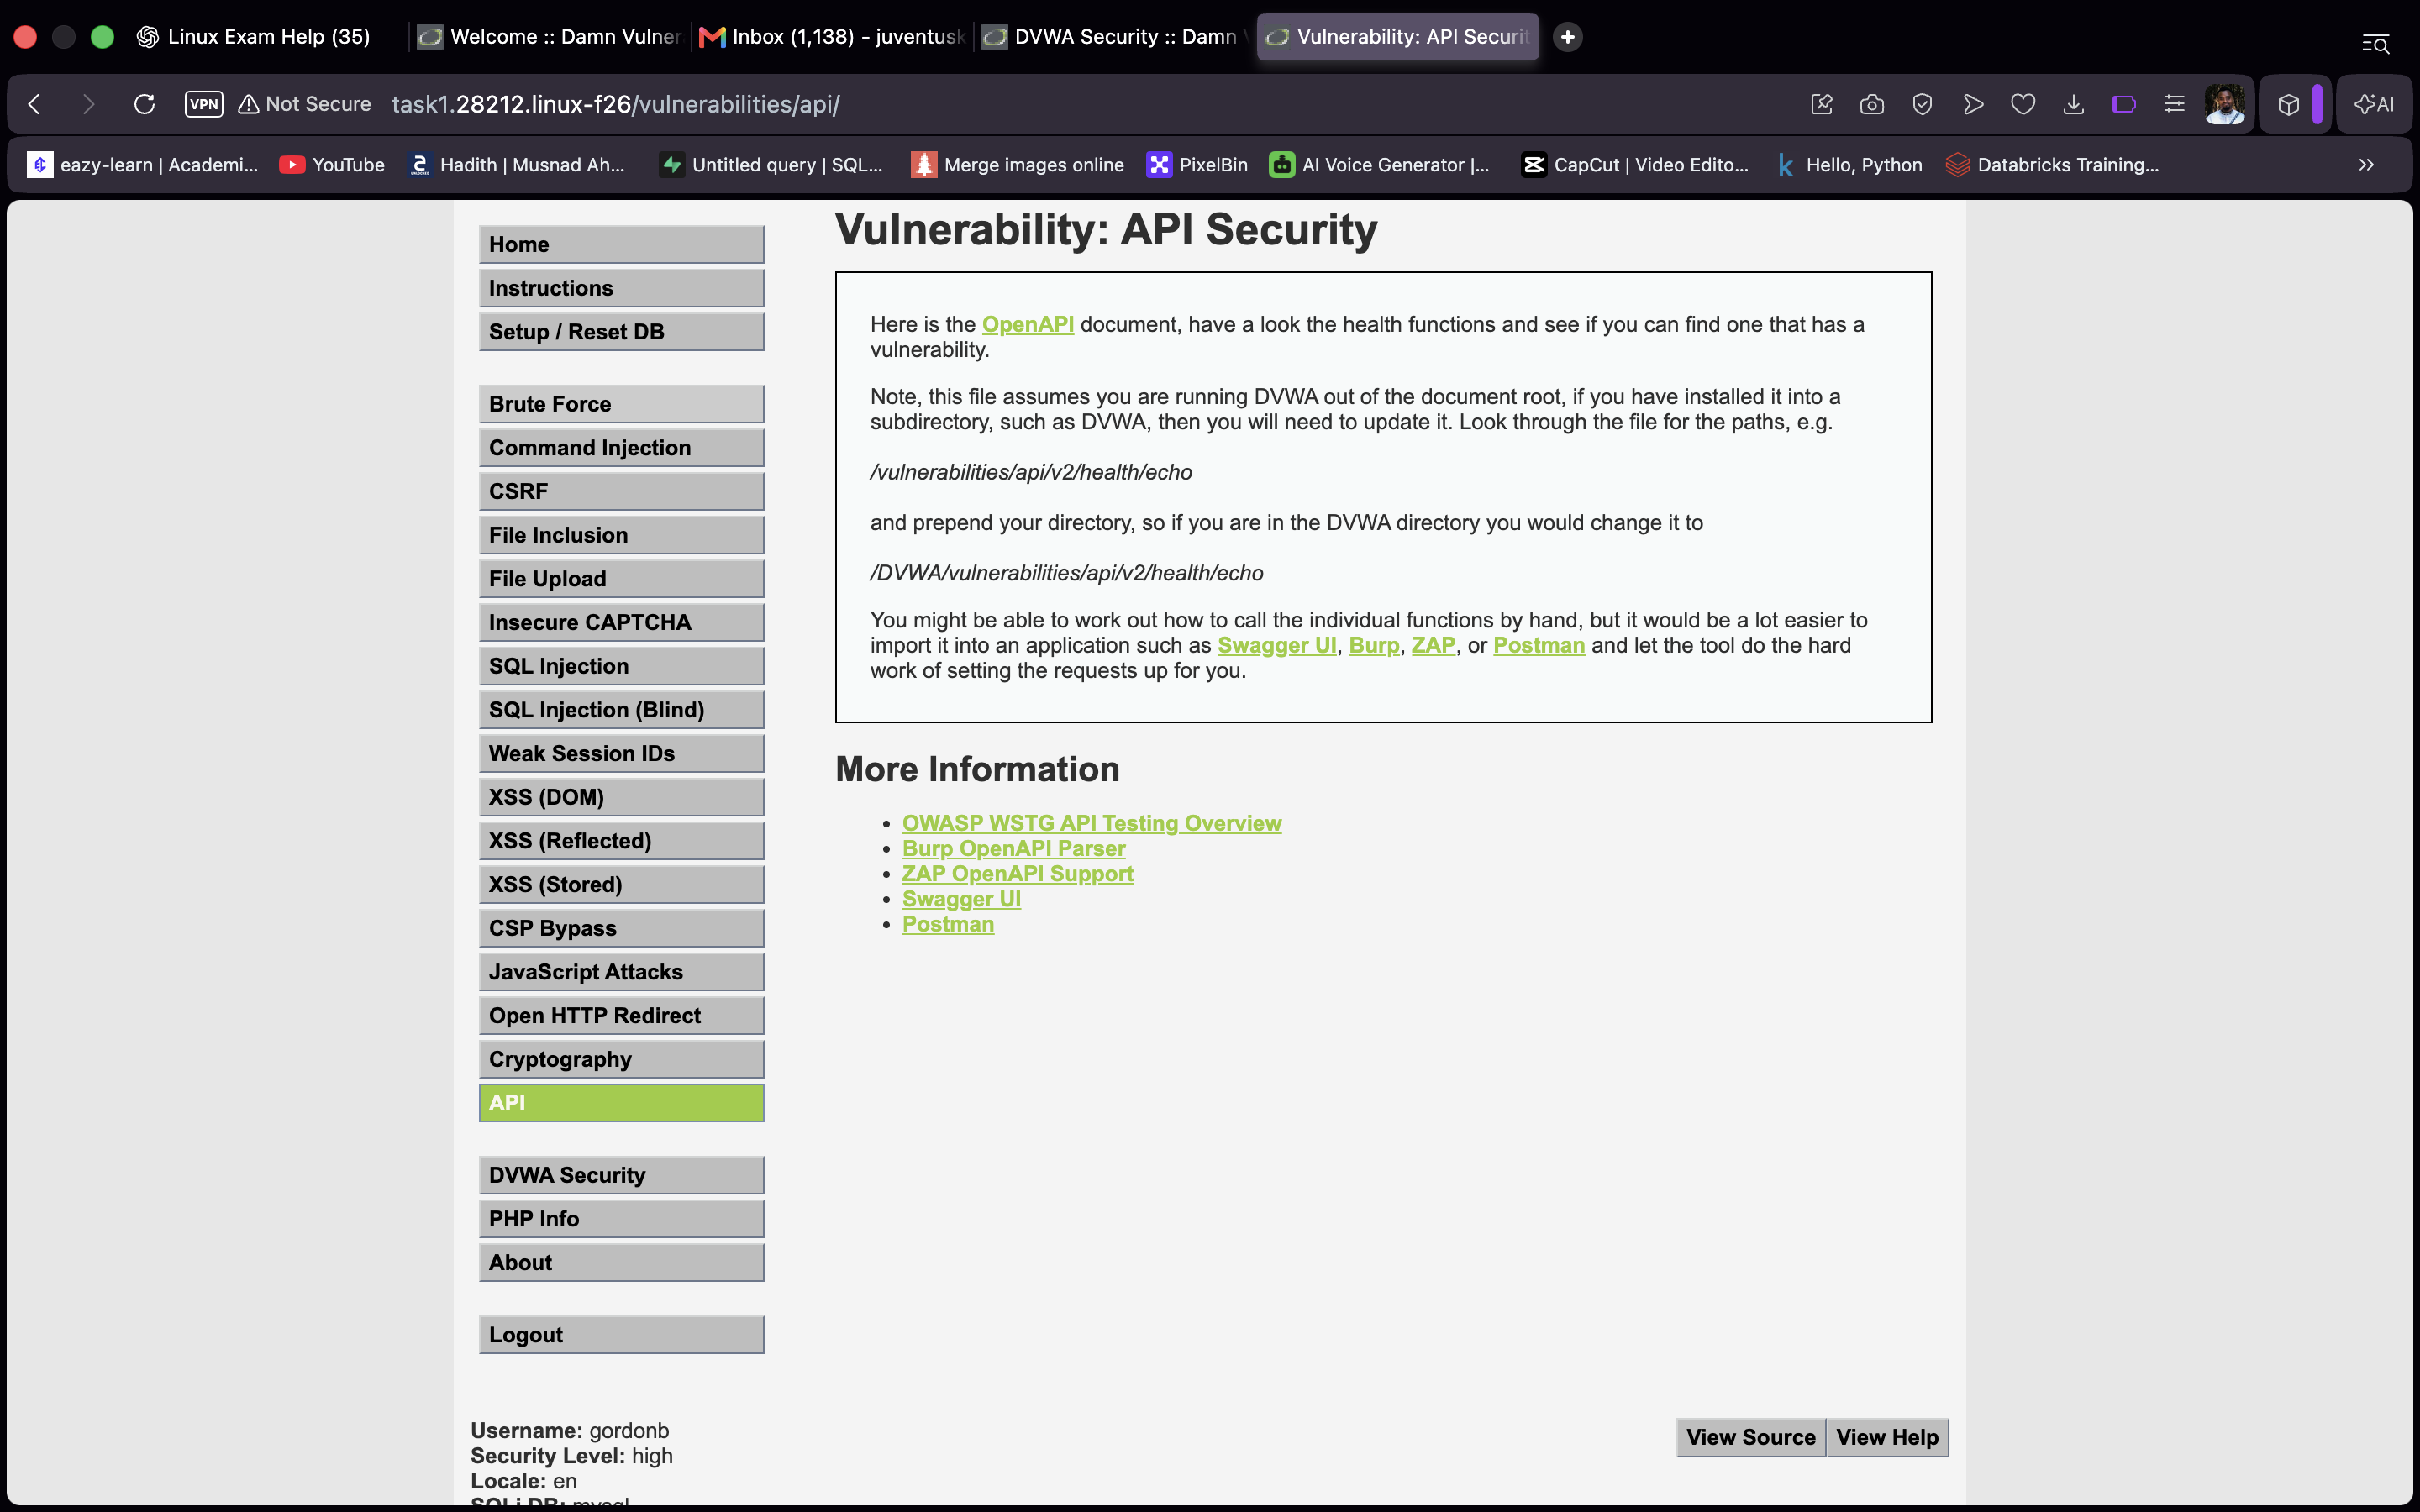 Linux Exam Help (35)
Welcome :: Damn Vulner
Inbox (1,138) - juventusk
DVWA Security :: Damn
Vulnerability: API Securit
VPN
Not Secure
task1.28212.linux-f26/vulnerabilities/api/
AI
eazy-learn | Academi...
YouTube
Hadith | Musnad Ah...
Untitled query | SQL...
Merge images online
PixelBin
AI Voice Generator |...
CapCut | Video Edito...
Hello, Python
Databricks Training...
Home
Instructions
Setup / Reset DB
Brute Force
Command Injection
CSRF
File Inclusion
File Upload
Insecure CAPTCHA
SQL Injection
SQL Injection (Blind)
Weak Session IDs
XSS (DOM)
XSS (Reflected)
XSS (Stored)
CSP Bypass
JavaScript Attacks
Open HTTP Redirect
Cryptography
API
DVWA Security
PHP Info
About
Logout
Vulnerability: API Security
Here is the OpenAPI document, have a look the health functions and see if you can find one that has a
vulnerability.
Note, this file assumes you are running DVWA out of the document root, if you have installed it into a
subdirectory, such as DVWA, then you will need to update it. Look through the file for the paths, e.g.
/vulnerabilities/api/v2/health/echo
and prepend your directory, so if you are in the DVWA directory you would change it to
/DVWA/vulnerabilities/api/v2/health/echo
You might be able to work out how to call the individual functions by hand, but it would be a lot easier to
import it into an application such as Swagger UI, Burp, ZAP, or Postman and let the tool do the hard
work of setting the requests up for you.
More Information
• OWASP WSTG API Testing Overview
• Burp OpenAPI Parser
• ZAP OpenAPI Support
• Swagger UI
• Postman
Username: gordonb
Security Level: high
Locale: en
SQLi DB: mysql
View Source
View Help